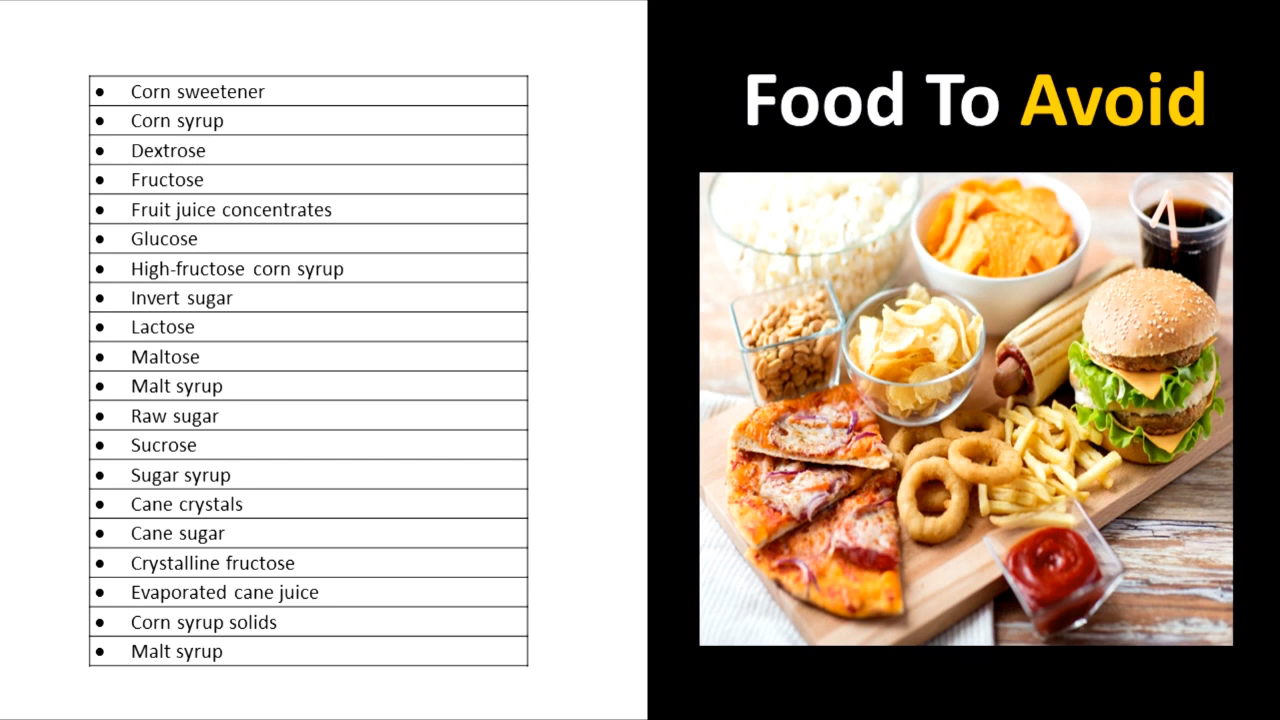 • Corn sweetener
• Corn syrup
• Dextrose
• Fructose
• Fruit juice concentrates
• Glucose
• High-fructose corn syrup
• Invert sugar
• Lactose
• Maltose
• Malt syrup
• Raw sugar
• Sucrose
• Sugar syrup
• Cane crystals
• Cane sugar
• Crystalline fructose
• Evaporated cane juice
• Corn syrup solids
• Malt syrup
Food To Avoid